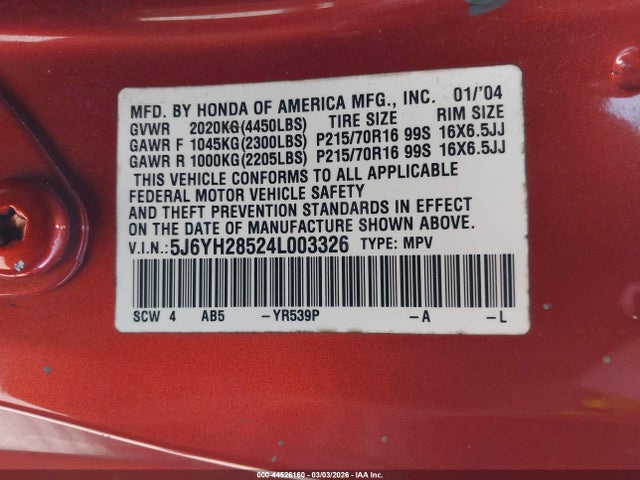 MFD. BY HONDA OF AMERICA MFG., INC. 01/'04
GVWR 2020KG(4450LBS) TIRE SIZE RIM SIZE
GAWR F 1045KG(2300LBS) P215/70R16 99S 16X6.5JJ
GAWR R 1000KG(2205LBS) P215/70R16 99S 16X6.5JJ
THIS VEHICLE CONFORMS TO ALL APPLICABLE
FEDERAL MOTOR VEHICLE SAFETY
AND THEFT PREVENTION STANDARDS IN EFFECT
ON THE DATE OF MANUFACTURE SHOWN ABOVE.
V.I.N.:5J6YH28524L003326 TYPE: MPV
SCW 4 AB5 –YR539P –A –L
000-44526160 - 03/03/2026 - IAA Inc.